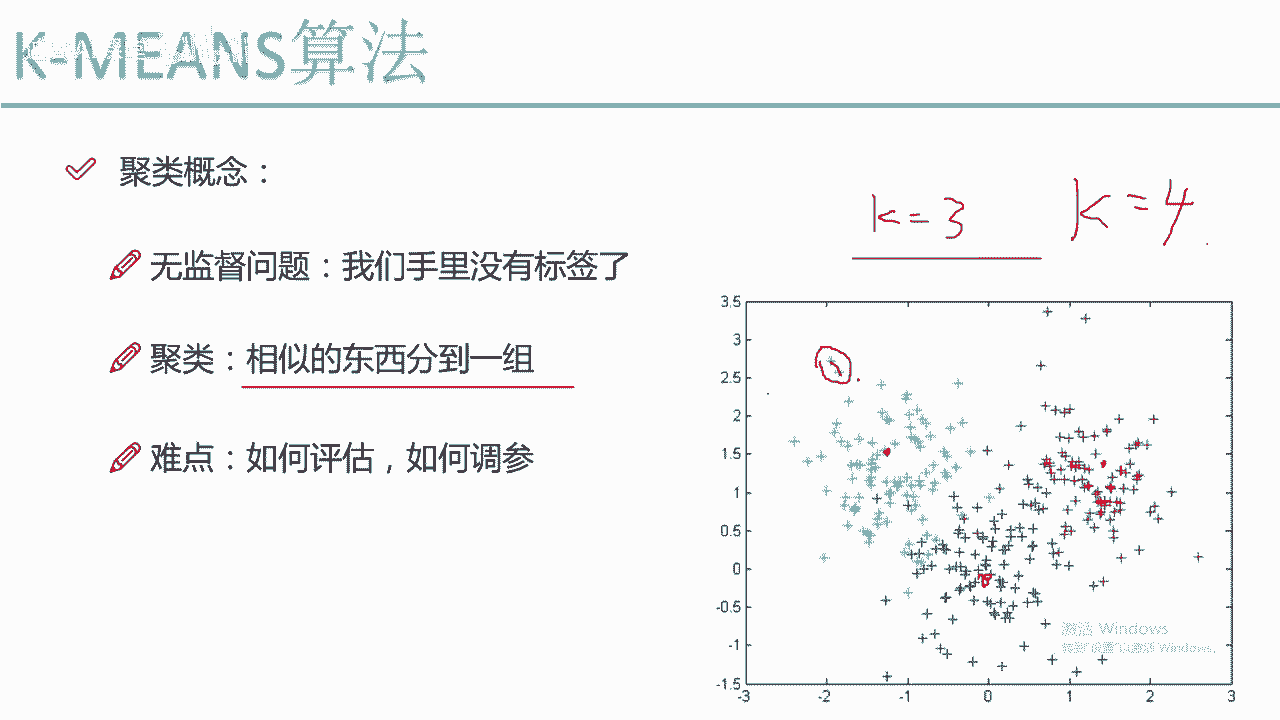 K-MEANS算法
聚类概念：
无监督问题：我们手里没有标签了
聚类：相似的东西分到一组
难点：如何评估，如何调参
k=3
K=4
3.5
3
2.5
2
1.5
1
0.5
0
-0.5
-1
-1.5
-3
-2
-1
0
1
2
3
激活 Windows
转到"设置"以激活 Windows。